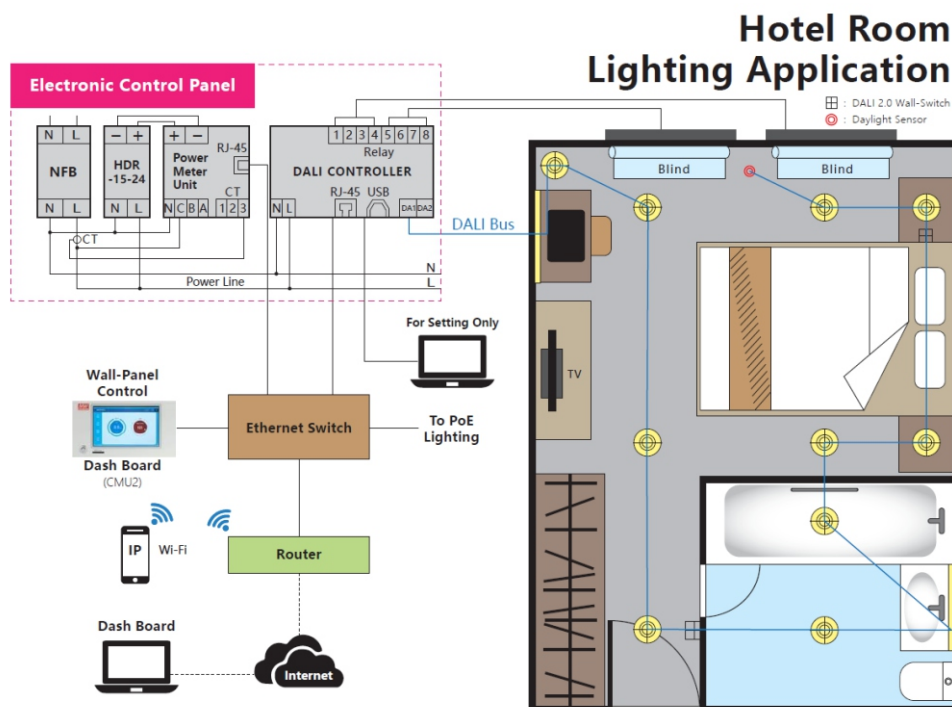 Hotel Room
Lighting Application
: DALI 2.0 Wall-Switch
: Daylight Sensor
Electronic Control Panel
N L
NFB
N L
− +
HDR
-15-24
N L
+ −
Power
Meter
Unit
RJ-45
CT
N C B A 1 2 3
1 2 3 4 5 6 7 8
Relay
DALI CONTROLLER
RJ-45 USB
N L
DA1 DA2
CT
DALI Bus
N
Power Line
L
Blind
Blind
TV
For Setting Only
Wall-Panel
Control
Dash Board
(CMU2)
Ethernet Switch
To PoE
Lighting
IP
Wi-Fi
Router
Dash Board
Internet